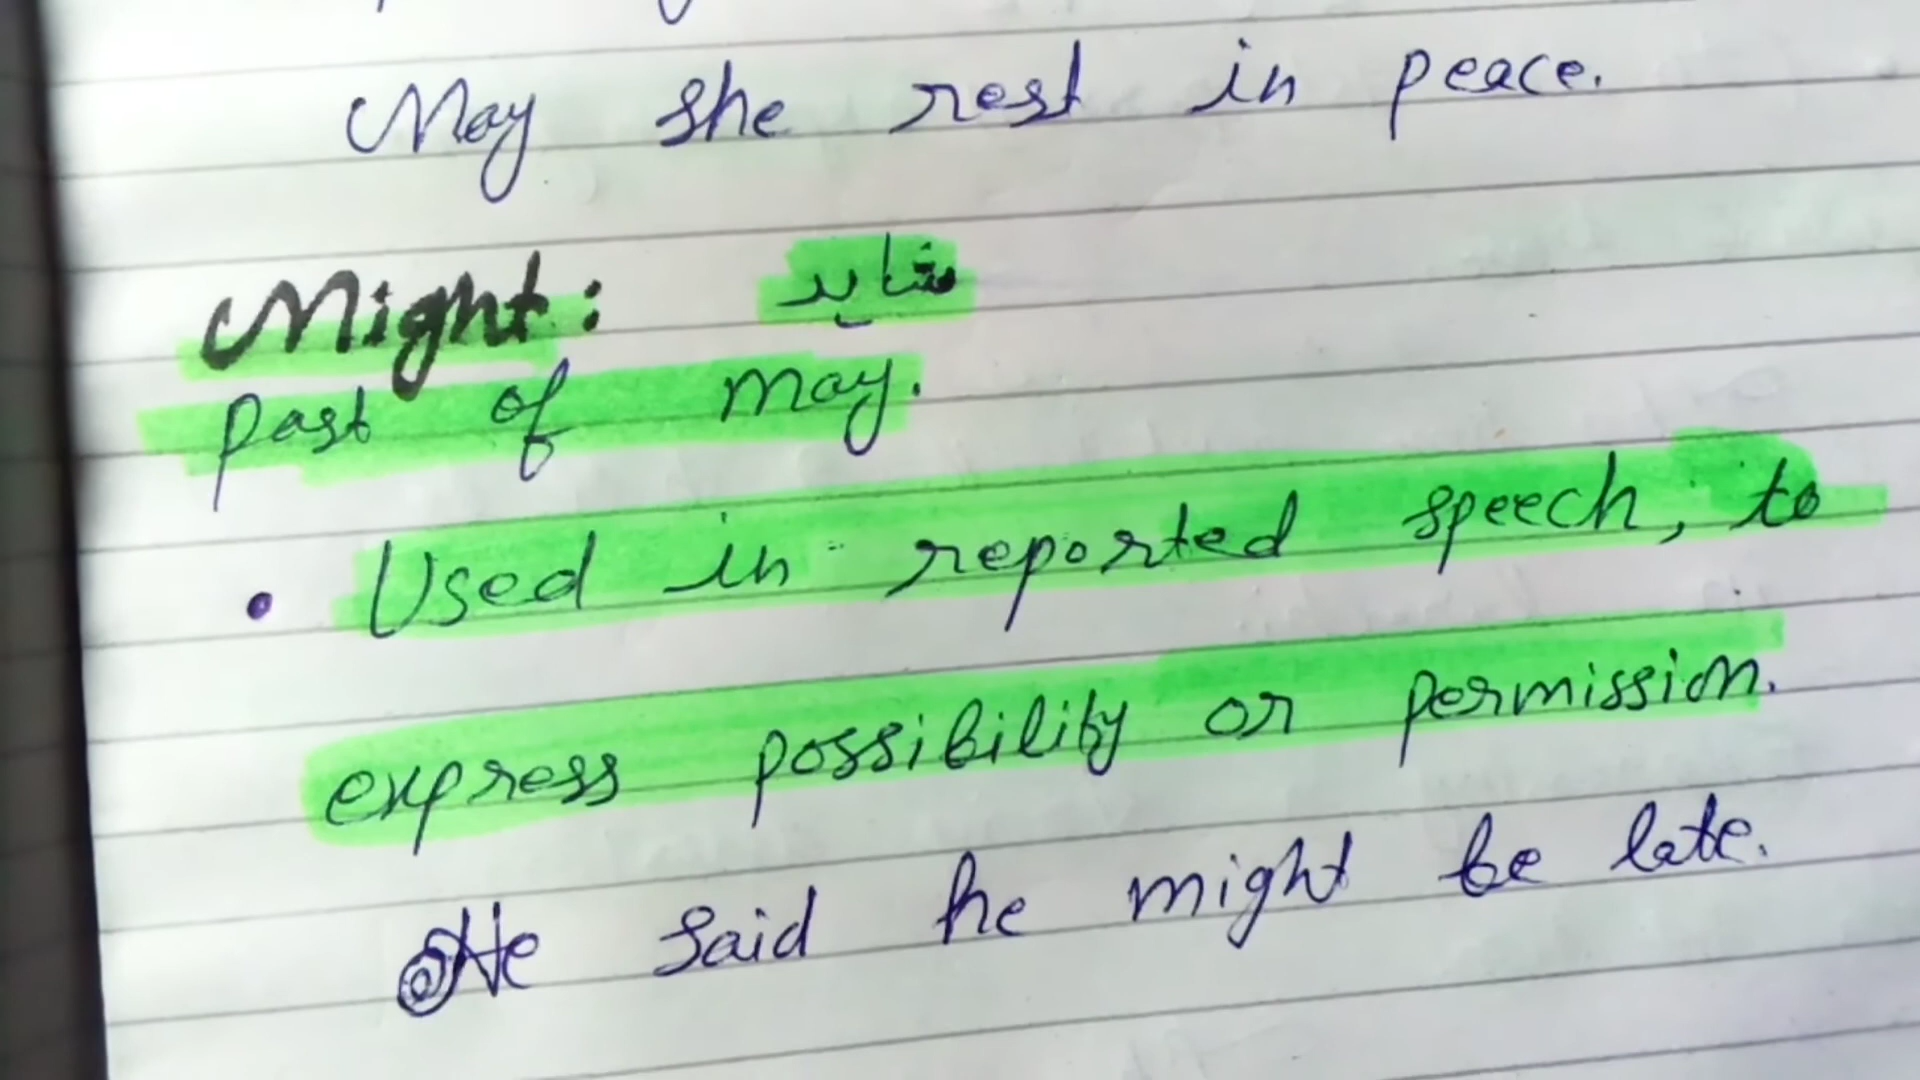 May she rest in peace.
Might: شاید
Past of may.
• Used in reported speech, to
express possibility or permission.
He said he might be late.